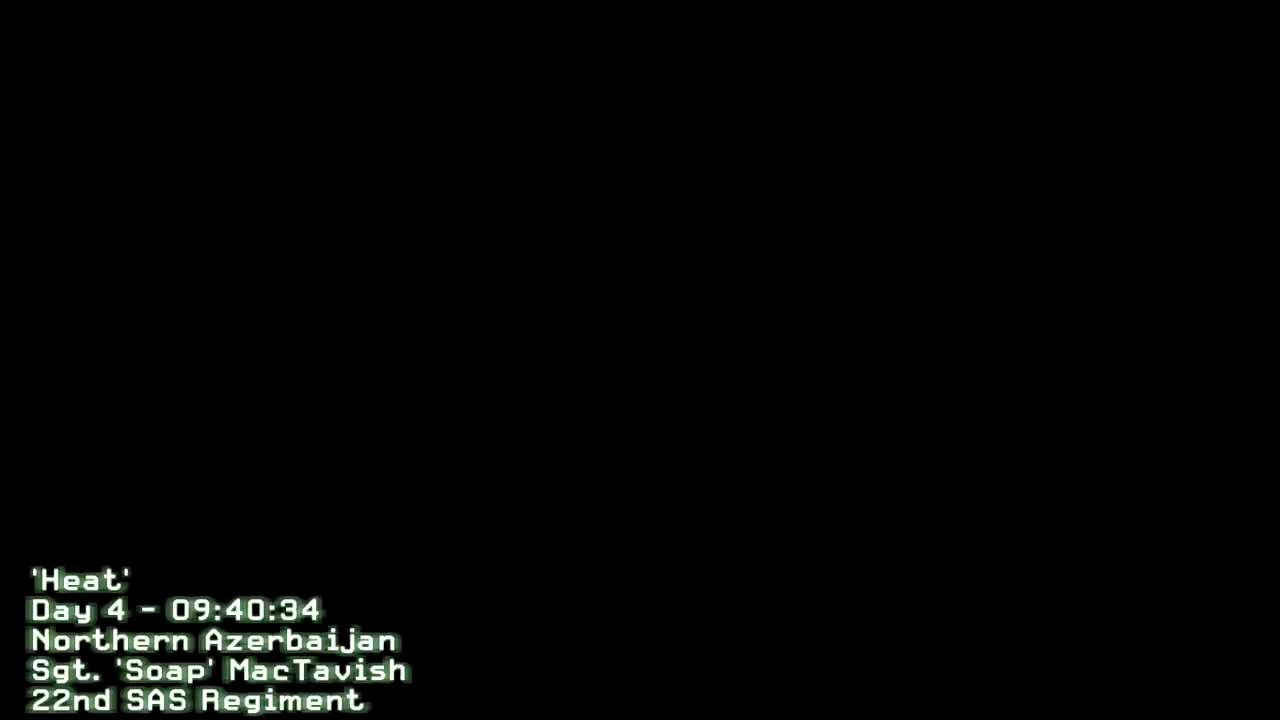 'Heat'
Day 4 - 09:40:34
Northern Azerbaijan
Sgt. 'Soap' MacTavish
22nd SAS Regiment